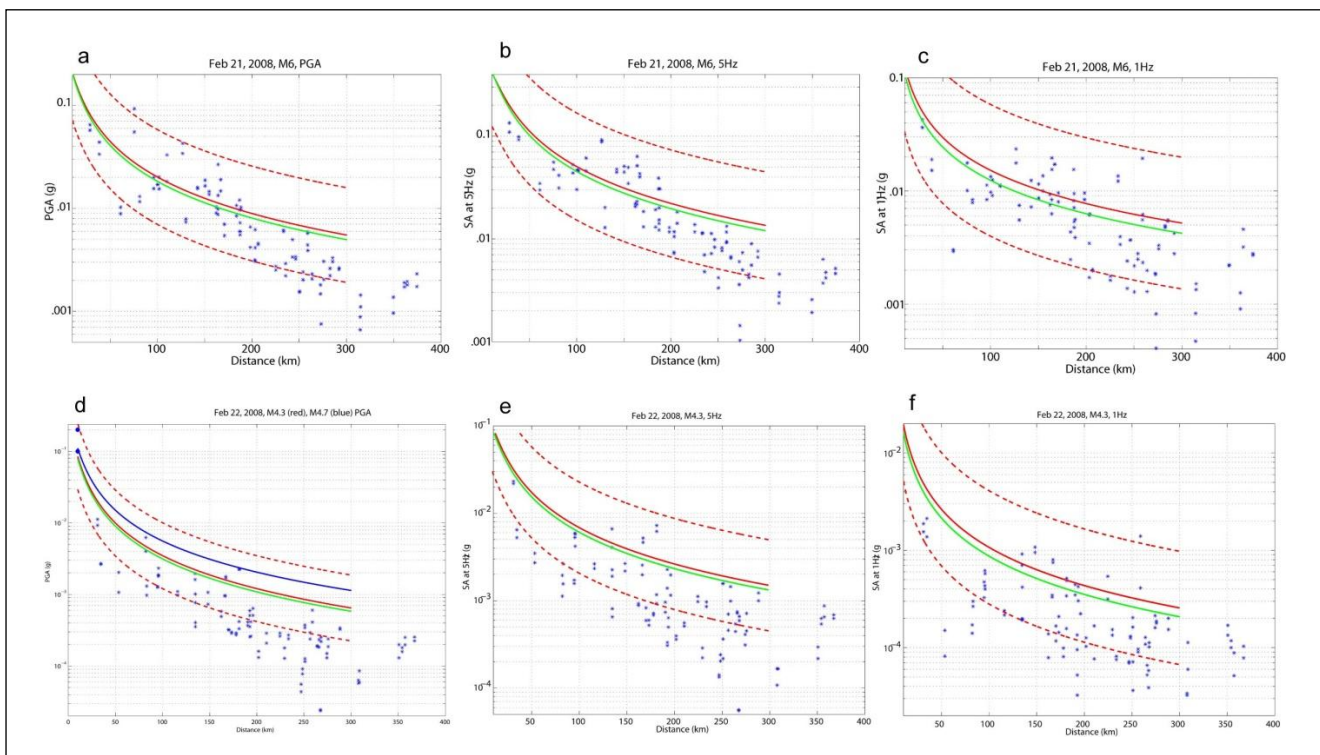 a
Feb 21, 2008, M6, PGA
PGA (g)
0.1
.01
.001
100
200
300
400
Distance (km)
b
Feb 21, 2008, M6, 5Hz
SA at 5Hz (g
0.1
.01
.001
100
200
300
400
Distance (km)
c
Feb 21, 2008, M6, 1Hz
SA at 1Hz (g
0.1
.01
.001
100
200
300
400
Distance (km)
d
Feb 22, 2008, M4.3 (red), M4.7 (blue) PGA
PGA (g)
0
50
100
150
200
250
300
350
400
Distance (km)
e
Feb 22, 2008, M4.3, 5Hz
SA at 5Hz (g
10-1
10-2
10-3
10-4
50
100
150
200
250
300
350
400
Distance (km)
f
Feb 22, 2008, M4.3, 1Hz
SA at 1Hz (g
10-2
10-3
10-4
50
100
150
200
250
300
350
400
Distance (km)